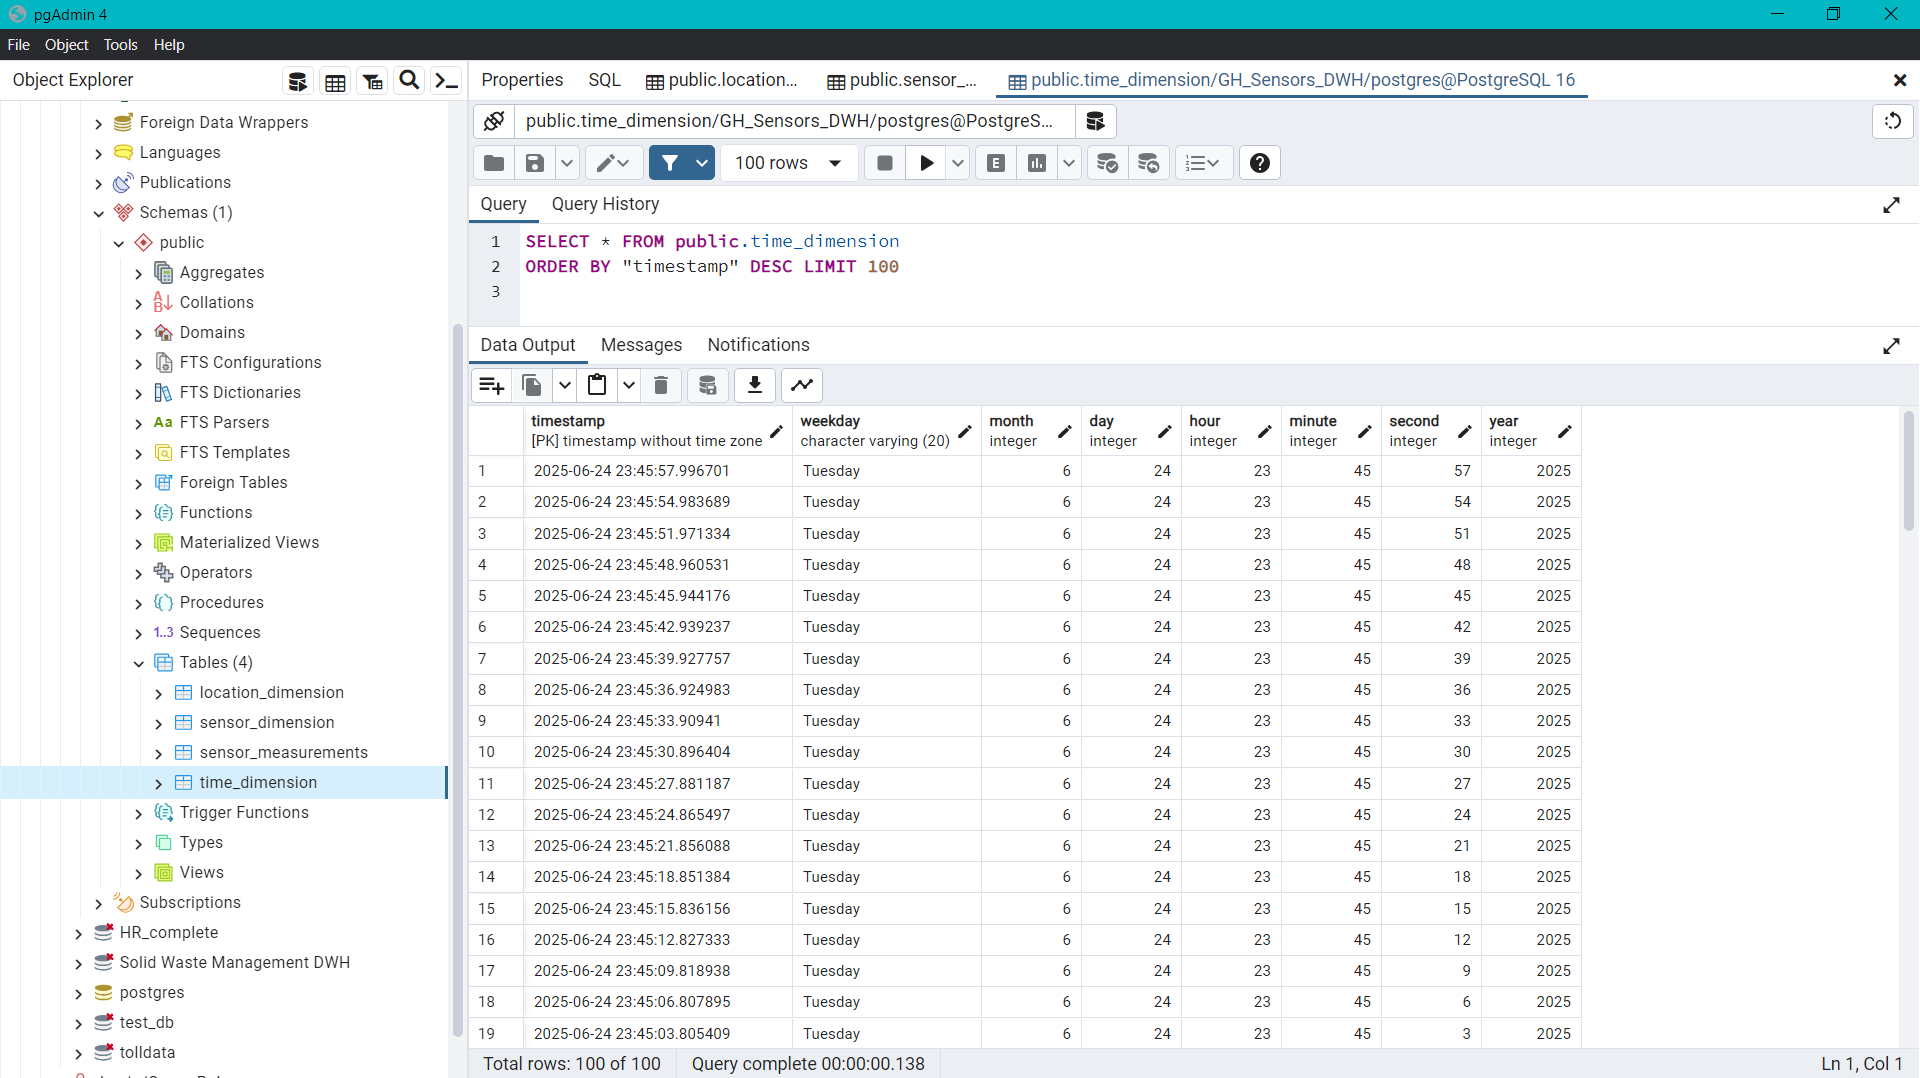 pgAdmin 4
File Object Tools Help
Object Explorer
Foreign Data Wrappers
Languages
Publications
Schemas (1)
public
Aggregates
Collations
Domains
FTS Configurations
FTS Dictionaries
Aa FTS Parsers
FTS Templates
Foreign Tables
Functions
Materialized Views
Operators
Procedures
1..3 Sequences
Tables (4)
location_dimension
sensor_dimension
sensor_measurements
time_dimension
Trigger Functions
Types
Views
Subscriptions
HR_complete
Solid Waste Management DWH
postgres
test_db
tolldata
Properties SQL public.location... public.sensor_... public.time_dimension/GH_Sensors_DWH/postgres@PostgreSQL 16
public.time_dimension/GH_Sensors_DWH/postgres@PostgreS...
100 rows E
Query Query History
1 SELECT * FROM public.time_dimension
2 ORDER BY "timestamp" DESC LIMIT 100
3
Data Output Messages Notifications
timestamp weekday month day hour minute second year
[PK] timestamp without time zone character varying (20) integer integer integer integer integer integer
1 2025-06-24 23:45:57.996701 Tuesday 6 24 23 45 57 2025
2 2025-06-24 23:45:54.983689 Tuesday 6 24 23 45 54 2025
3 2025-06-24 23:45:51.971334 Tuesday 6 24 23 45 51 2025
4 2025-06-24 23:45:48.960531 Tuesday 6 24 23 45 48 2025
5 2025-06-24 23:45:45.944176 Tuesday 6 24 23 45 45 2025
6 2025-06-24 23:45:42.939237 Tuesday 6 24 23 45 42 2025
7 2025-06-24 23:45:39.927757 Tuesday 6 24 23 45 39 2025
8 2025-06-24 23:45:36.924983 Tuesday 6 24 23 45 36 2025
9 2025-06-24 23:45:33.90941 Tuesday 6 24 23 45 33 2025
10 2025-06-24 23:45:30.896404 Tuesday 6 24 23 45 30 2025
11 2025-06-24 23:45:27.881187 Tuesday 6 24 23 45 27 2025
12 2025-06-24 23:45:24.865497 Tuesday 6 24 23 45 24 2025
13 2025-06-24 23:45:21.856088 Tuesday 6 24 23 45 21 2025
14 2025-06-24 23:45:18.851384 Tuesday 6 24 23 45 18 2025
15 2025-06-24 23:45:15.836156 Tuesday 6 24 23 45 15 2025
16 2025-06-24 23:45:12.827333 Tuesday 6 24 23 45 12 2025
17 2025-06-24 23:45:09.818938 Tuesday 6 24 23 45 9 2025
18 2025-06-24 23:45:06.807895 Tuesday 6 24 23 45 6 2025
19 2025-06-24 23:45:03.805409 Tuesday 6 24 23 45 3 2025
Total rows: 100 of 100 Query complete 00:00:00.138 Ln 1, Col 1